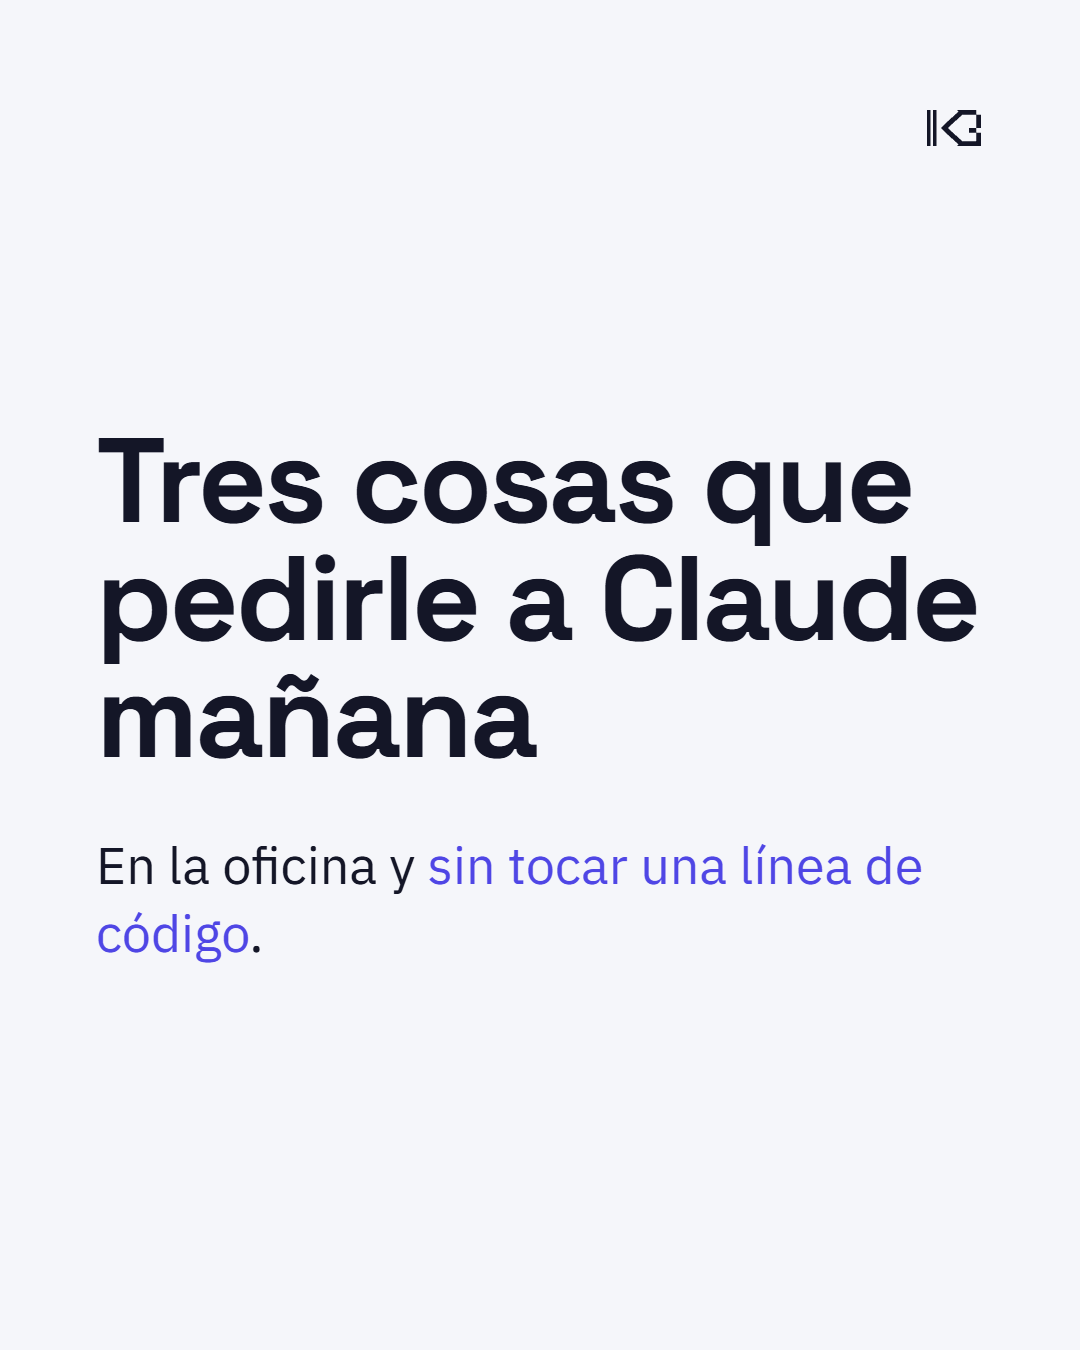 Tres cosas que
pedirle a Claude
mañana
En la oficina y sin tocar una línea de
código.